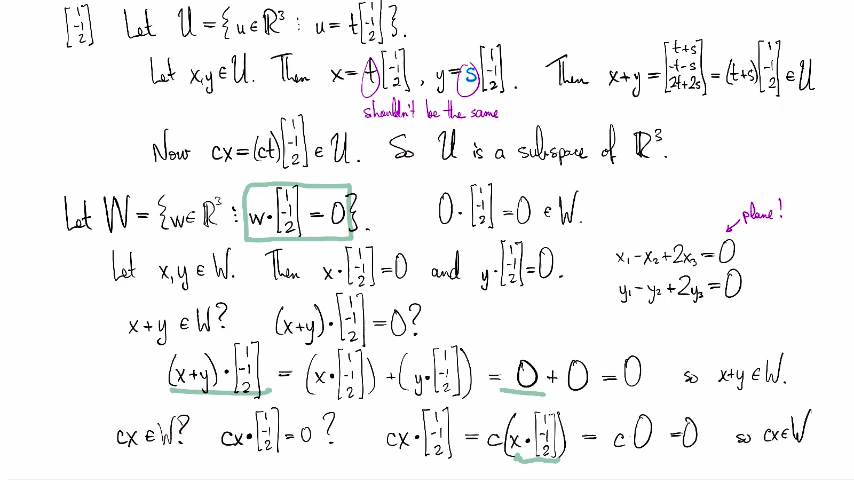 [1 -1 2] Let U = {u∈ℝ³ : u = t[1 -1 2]}.
Let x,y ∈ U. Then x = t[1 -1 2], y = s[1 -1 2]. Then x+y = [t+s -t-s 2t+2s] = (t+s)[1 -1 2] ∈ U
shouldn't be the same
Now cx = (ct)[1 -1 2] ∈ U. So U is a subspace of ℝ³.
Let W = {w∈ℝ³ : w·[1 -1 2] = 0}. 0·[1 -1 2] = 0 ∈ W.
plane!
Let x,y ∈ W. Then x·[1 -1 2] = 0 and y·[1 -1 2] = 0.
x₁ - x₂ + 2x₃ = 0
y₁ - y₂ + 2y₃ = 0
x+y ∈ W? (x+y)·[1 -1 2] = 0?
(x+y)·[1 -1 2] = (x·[1 -1 2]) + (y·[1 -1 2]) = 0 + 0 = 0 so x+y ∈ W.
cx ∈ W? cx·[1 -1 2] = 0 ? cx·[1 -1 2] = c(x·[1 -1 2]) = c0 = 0 so cx ∈ W